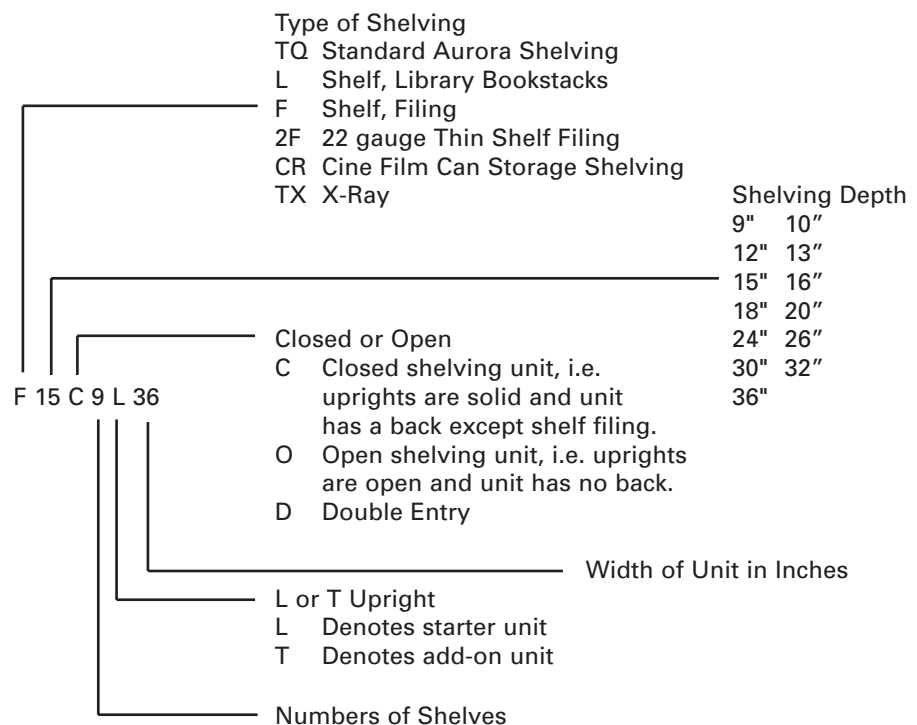 Type of Shelving
TQ Standard Aurora Shelving
L Shelf, Library Bookstacks
F Shelf, Filing
2F 22 gauge Thin Shelf Filing
CR Cine Film Can Storage Shelving
TX X-Ray
Shelving Depth
9" 10"
12" 13"
15" 16"
18" 20"
24" 26"
30" 32"
36"
Closed or Open
C Closed shelving unit, i.e.
uprights are solid and unit
has a back except shelf filing.
O Open shelving unit, i.e. uprights
are open and unit has no back.
D Double Entry
F 15 C 9 L 36
Width of Unit in Inches
L or T Upright
L Denotes starter unit
T Denotes add-on unit
Numbers of Shelves